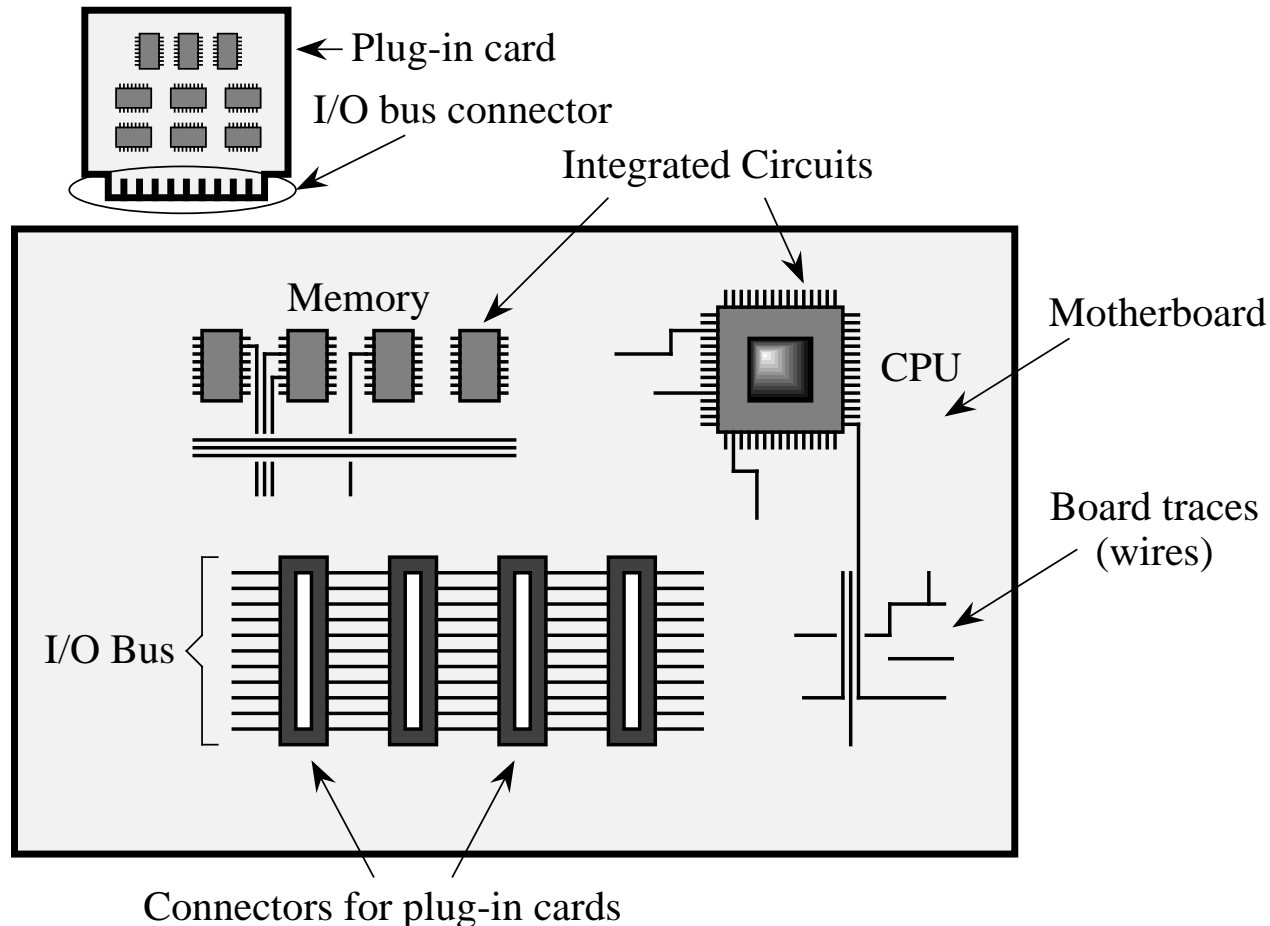 Plug-in card
I/O bus connector
Integrated Circuits
Memory
Motherboard
CPU
Board traces
(wires)
I/O Bus
Connectors for plug-in cards